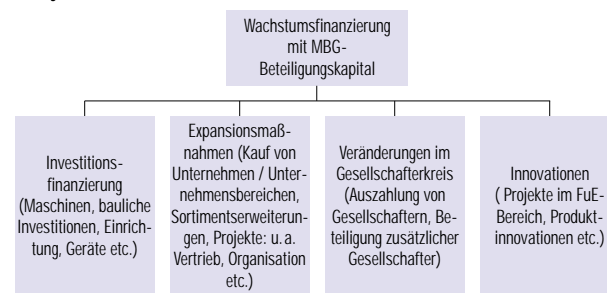 Wachstumsfinanzierung
mit MBG-
Beteiligungskapital
Investitions-
finanzierung
(Maschinen, bauliche
Investitionen, Einrich-
tung, Geräte etc.)
Expansionsmaß-
nahmen (Kauf von
Unternehmen / Unter-
nehmensbereichen,
Sortimentserweiterun-
gen, Projekte: u. a.
Vertrieb, Organisation
etc.)
Veränderungen im
Gesellschafterkreis
(Auszahlung von
Gesellschaftern, Be-
teiligung zusätzlicher
Gesellschafter)
Innovationen
( Projekte im FuE-
Bereich, Produkt-
innovationen etc.)